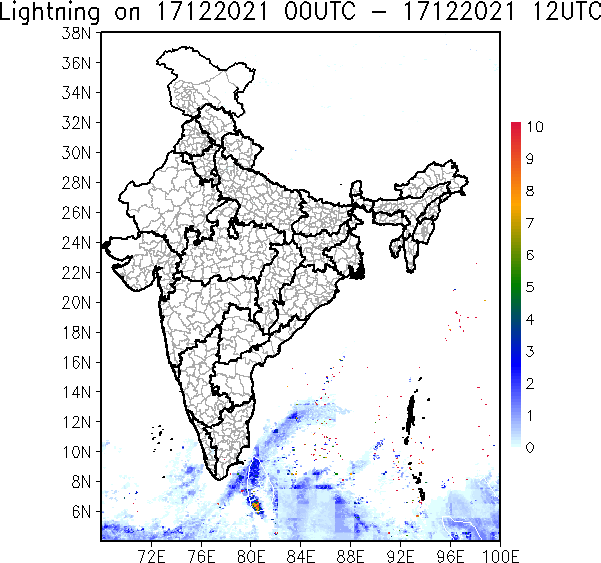 Lightning on 17122021 00UTC – 17122021 12UTC
38N
36N
34N
32N
30N
28N
26N
24N
22N
20N
18N
16N
14N
12N
10N
8N
6N
72E 76E 80E 84E 88E 92E 96E 100E
10
9
8
7
6
5
4
3
2
1
0